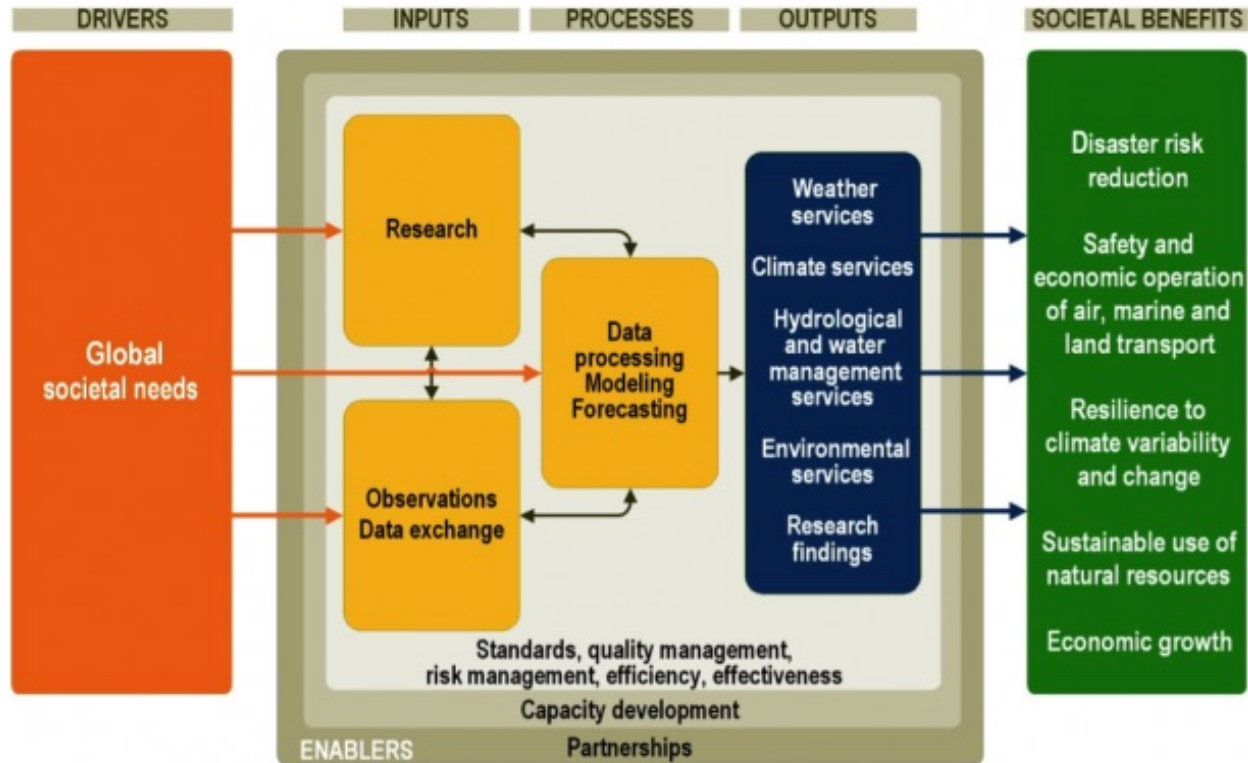 DRIVERS
INPUTS
PROCESSES
OUTPUTS
SOCIETAL BENEFITS
Global
societal needs
Research
Observations
Data exchange
Data
processing
Modeling
Forecasting
Weather
services
Climate services
Hydrological
and water
management
services
Environmental
services
Research
findings
Disaster risk
reduction
Safety and
economic operation
of air, marine and
land transport
Resilience to
climate variability
and change
Sustainable use of
natural resources
Economic growth
Standards, quality management,
risk management, efficiency, effectiveness
Capacity development
ENABLERS
Partnerships